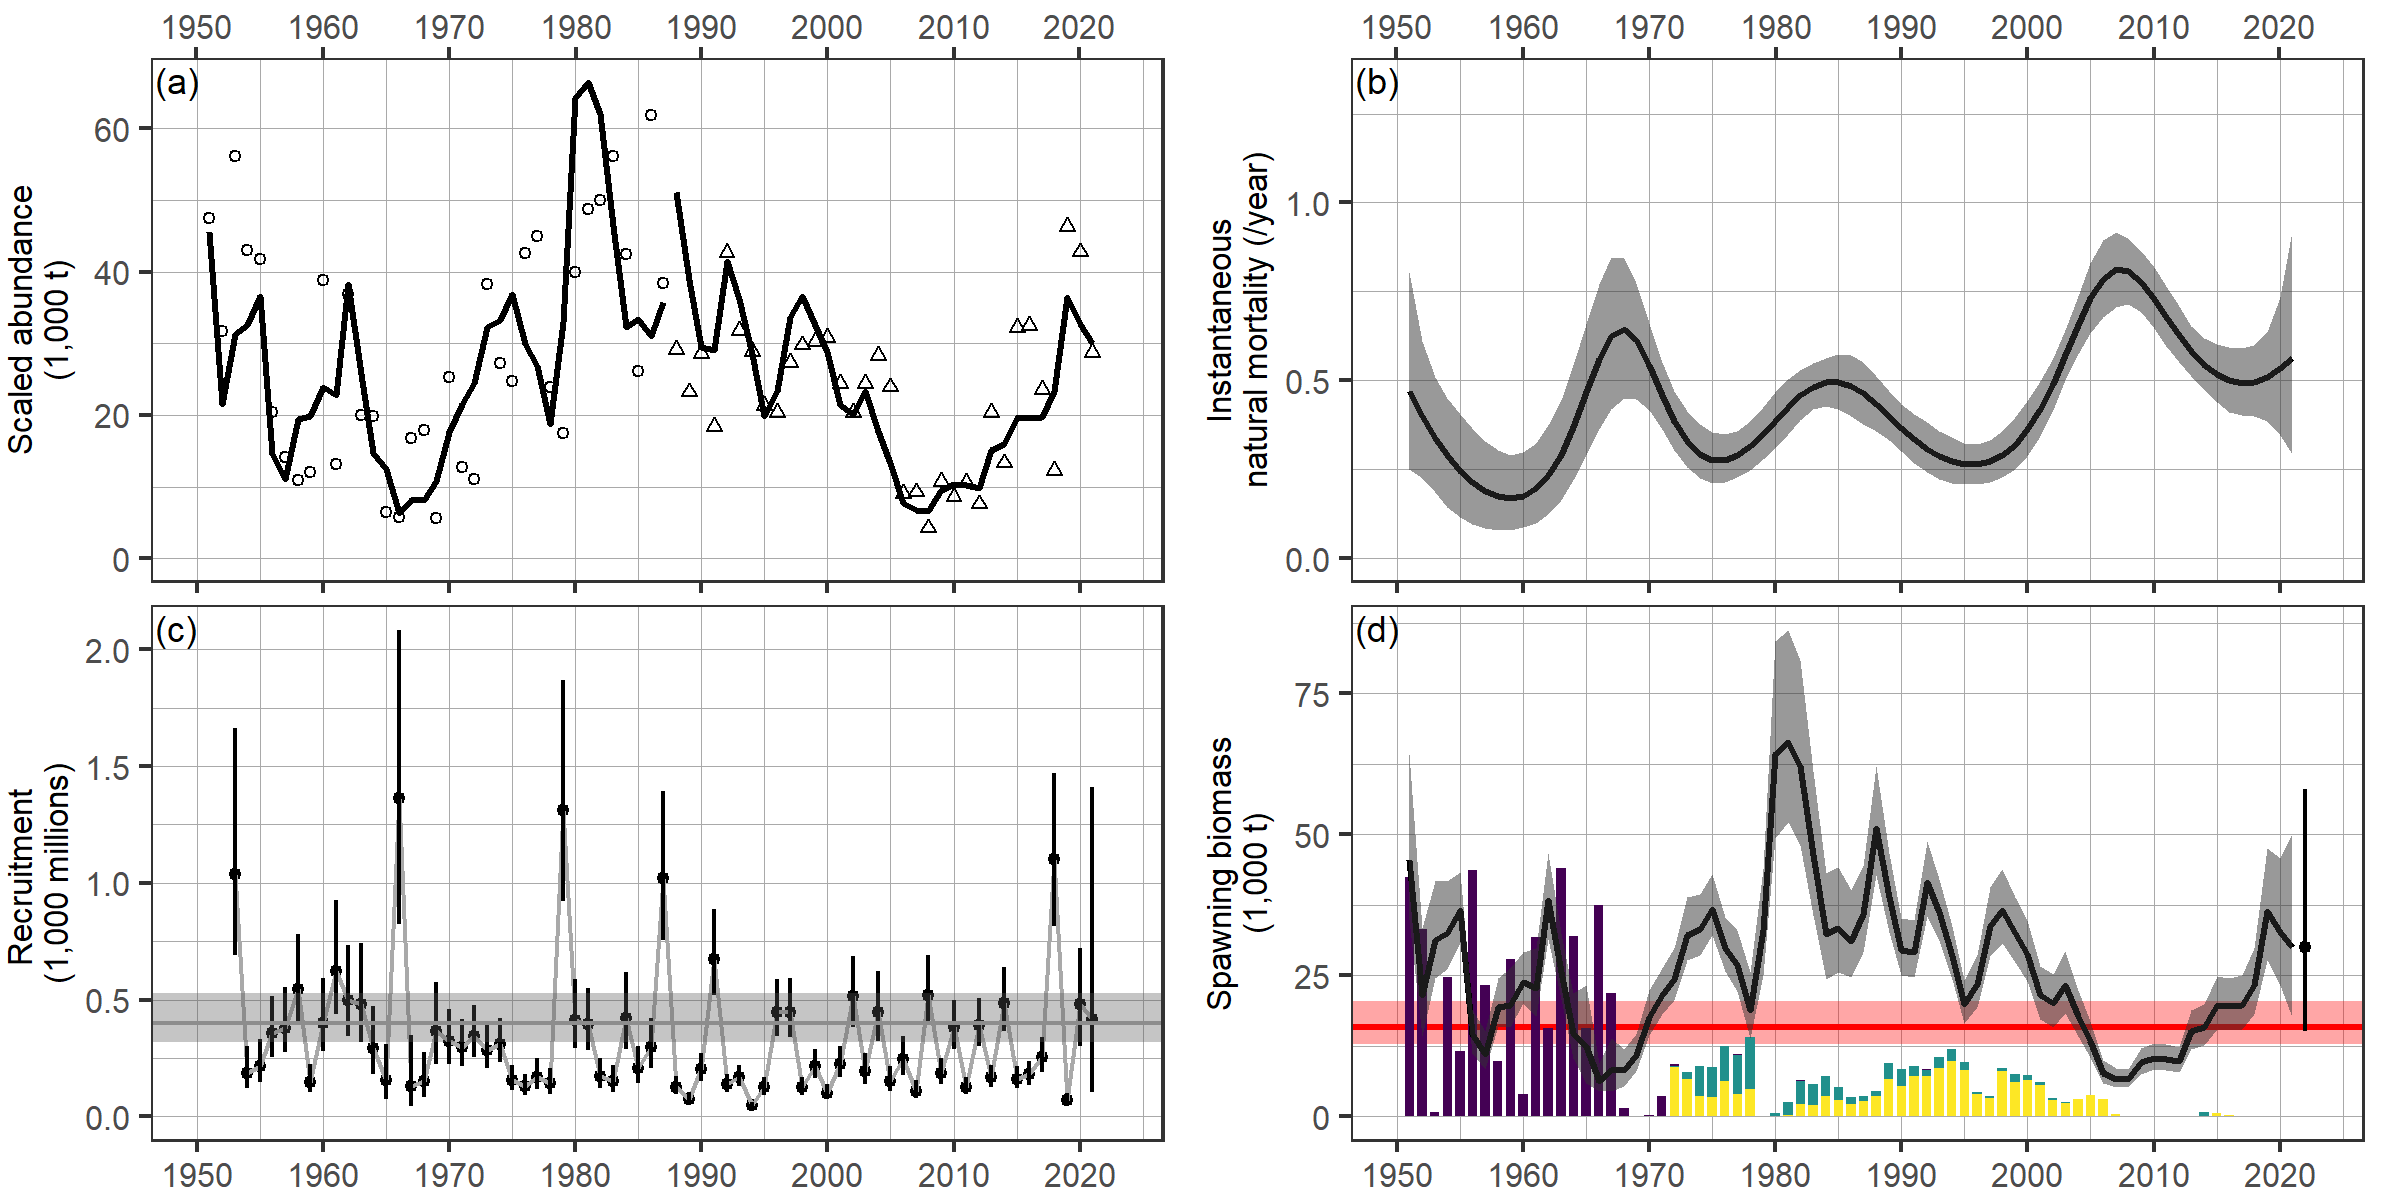 1950 1960 1970 1980 1990 2000 2010 2020
1950 1960 1970 1980 1990 2000 2010 2020
(a)
Scaled abundance
(1,000 t)
60
40
20
0
(b)
Instantaneous
natural mortality (/year)
1.0
0.5
0.0
(c)
Recruitment
(1,000 millions)
2.0
1.5
1.0
0.5
0.0
(d)
Spawning biomass
(1,000 t)
75
50
25
0
1950 1960 1970 1980 1990 2000 2010 2020
1950 1960 1970 1980 1990 2000 2010 2020